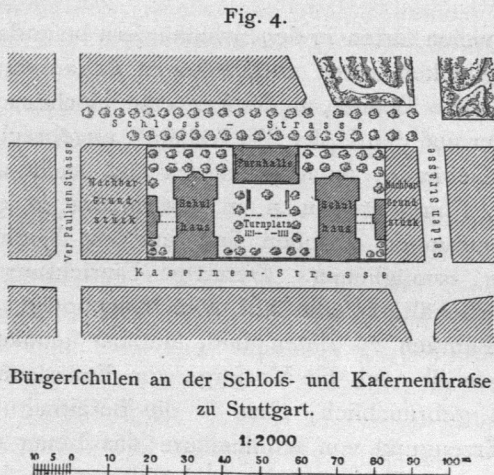 Fig. 4.
Schloss-Strasse
Turnhalle
Ver Paulinen Strasse
Nachbar
Grund-
stück
Schul
haus
Turnplatz
Schul
haus
Nachbar
Grund-
stück
Seiden Strasse
Kasernen Strasse
Bürgerſchulen an der Schloſs- und Kaſernenſtraſse
zu Stuttgart.
1:2000
10 5 0 10 20 30 40 50 60 70 80 90 100 m